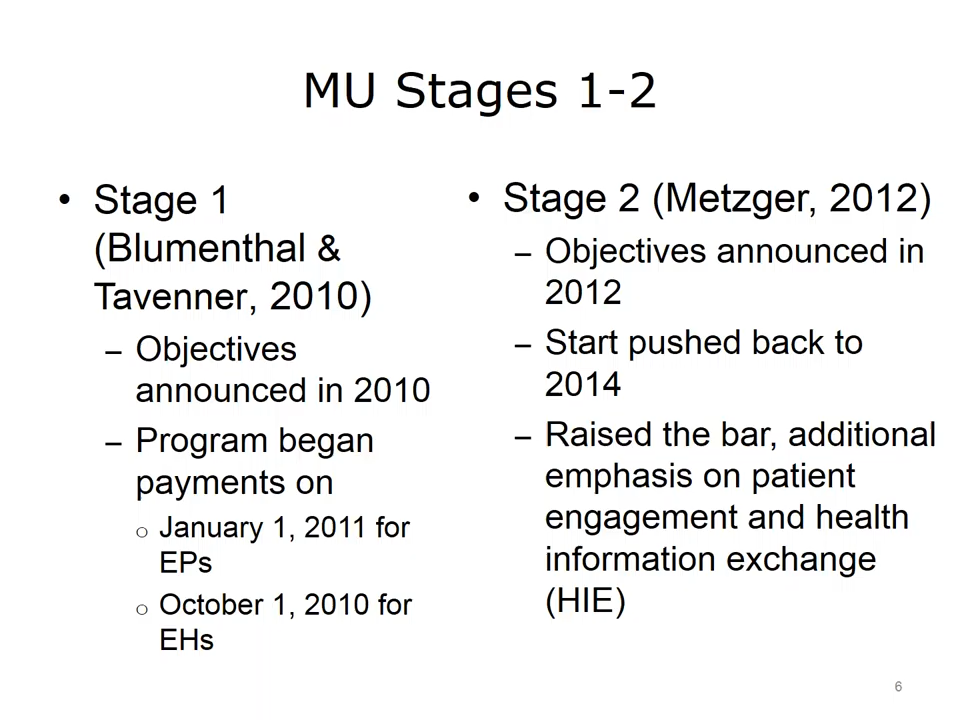 MU Stages 1-2
• Stage 1
(Blumenthal &
Tavenner, 2010)
– Objectives
announced in 2010
– Program began
payments on
o January 1, 2011 for
EPs
o October 1, 2010 for
EHs
• Stage 2 (Metzger, 2012)
– Objectives announced in
2012
– Start pushed back to
2014
– Raised the bar, additional
emphasis on patient
engagement and health
information exchange
(HIE)
6